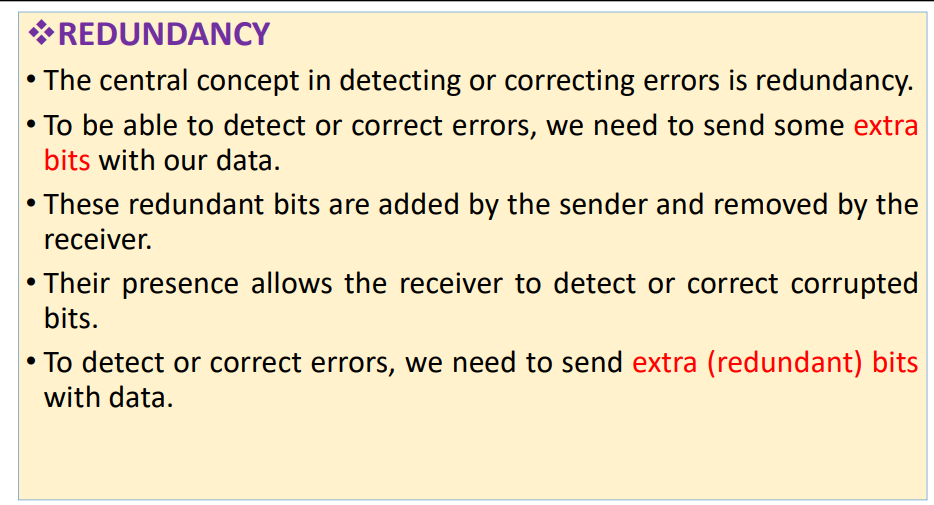 ❖REDUNDANCY
• The central concept in detecting or correcting errors is redundancy.
• To be able to detect or correct errors, we need to send some extra
bits with our data.
• These redundant bits are added by the sender and removed by the
receiver.
• Their presence allows the receiver to detect or correct corrupted
bits.
• To detect or correct errors, we need to send extra (redundant) bits
with data.